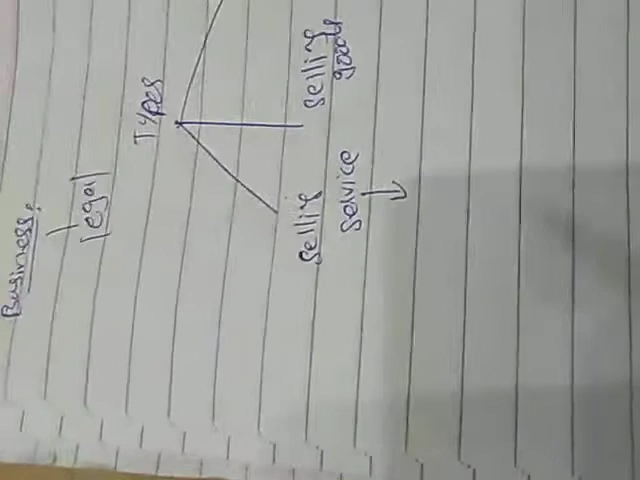 Business:
legal
Types
selling
service
selling
goods